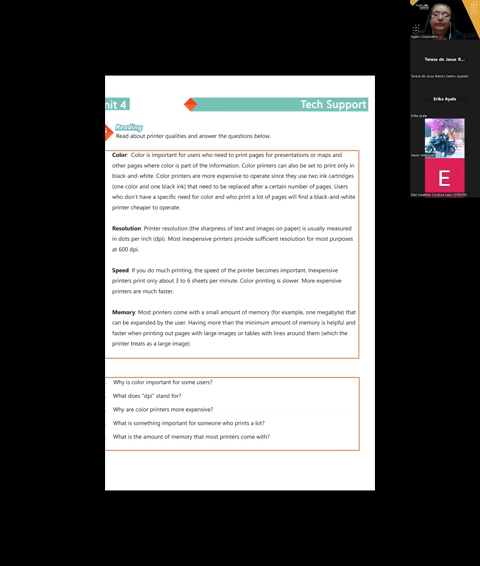 nit 4
Tech Support
Reading
Read about printer qualities and answer the questions below.
Color: Color is important for users who need to print pages for presentations or maps and
other pages where color is part of the information. Color printers can also be set to print only in
black-and-white. Color printers are more expensive to operate since they use two ink cartridges
(one color and one black ink) that need to be replaced after a certain number of pages. Users
who don't have a specific need for color and who print a lot of pages will find a black-and-white
printer cheaper to operate.
Resolution: Printer resolution (the sharpness of text and images on paper) is usually measured
in dots per inch (dpi). Most inexpensive printers provide sufficient resolution for most purposes
at 600 dpi.
Speed: If you do much printing, the speed of the printer becomes important. Inexpensive
printers print only about 3 to 6 sheets per minute. Color printing is slower. More expensive
printers are much faster.
Memory: Most printers come with a small amount of memory (for example, one megabyte) that
can be expanded by the user. Having more than the minimum amount of memory is helpful and
faster when printing out pages with large images or tables with lines around them (which the
printer treats as a large image).
Why is color important for some users?
What does "dpi" stand for?
Why are color printers more expensive?
What is something important for someone who prints a lot?
What is the amount of memory that most printers come with?
Teresa de Jesus R...
Erika Ayala
Erika Ayala
E